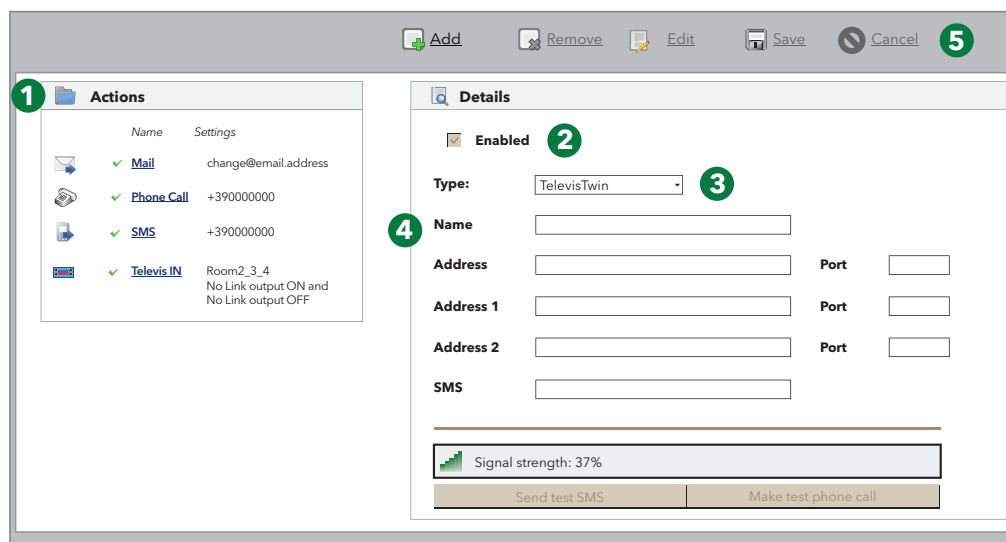 Add Remove Edit Save Cancel 5
1 Actions
Name Settings
Mail change@email.address
Phone Call +390000000
SMS +390000000
Televis IN Room2_3_4
No Link output ON and
No Link output OFF
Details
Enabled 2
Type: TelevisTwin 3
4 Name
Address Port
Address 1 Port
Address 2 Port
SMS
Signal strength: 37%
Send test SMS Make test phone call